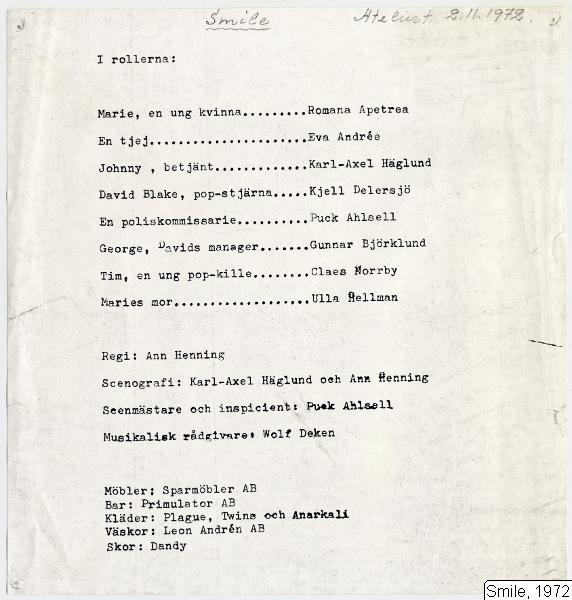 Smile Ateljert 2.11.1972.
I rollerna:
Marie, en ung kvinna.........Romana Apetrea
En tjej......................Eva Andrée
Johnny , betjänt.............Karl-Axel Häglund
David Blake, pop-stjärna.....Kjell Delersjö
En poliskommissarie..........Puck Ahlsell
George, Davids manager.......Gunnar Björklund
Tim, en ung pop-kille........Claes Norrby
Maries mor...................Ulla Hellman
Regi: Ann Henning
Scenografi: Karl-Axel Häglund och Ann Henning
Scenmästare och inspicient: Puck Ahlsell
Musikalisk rådgivare: Wolf Deken
Möbler: Sparmöbler AB
Bar: Primulator AB
Kläder: Plague, Twins och Anarkali
Väskor: Leon Andrén AB
Skor: Dandy
Smile, 1972